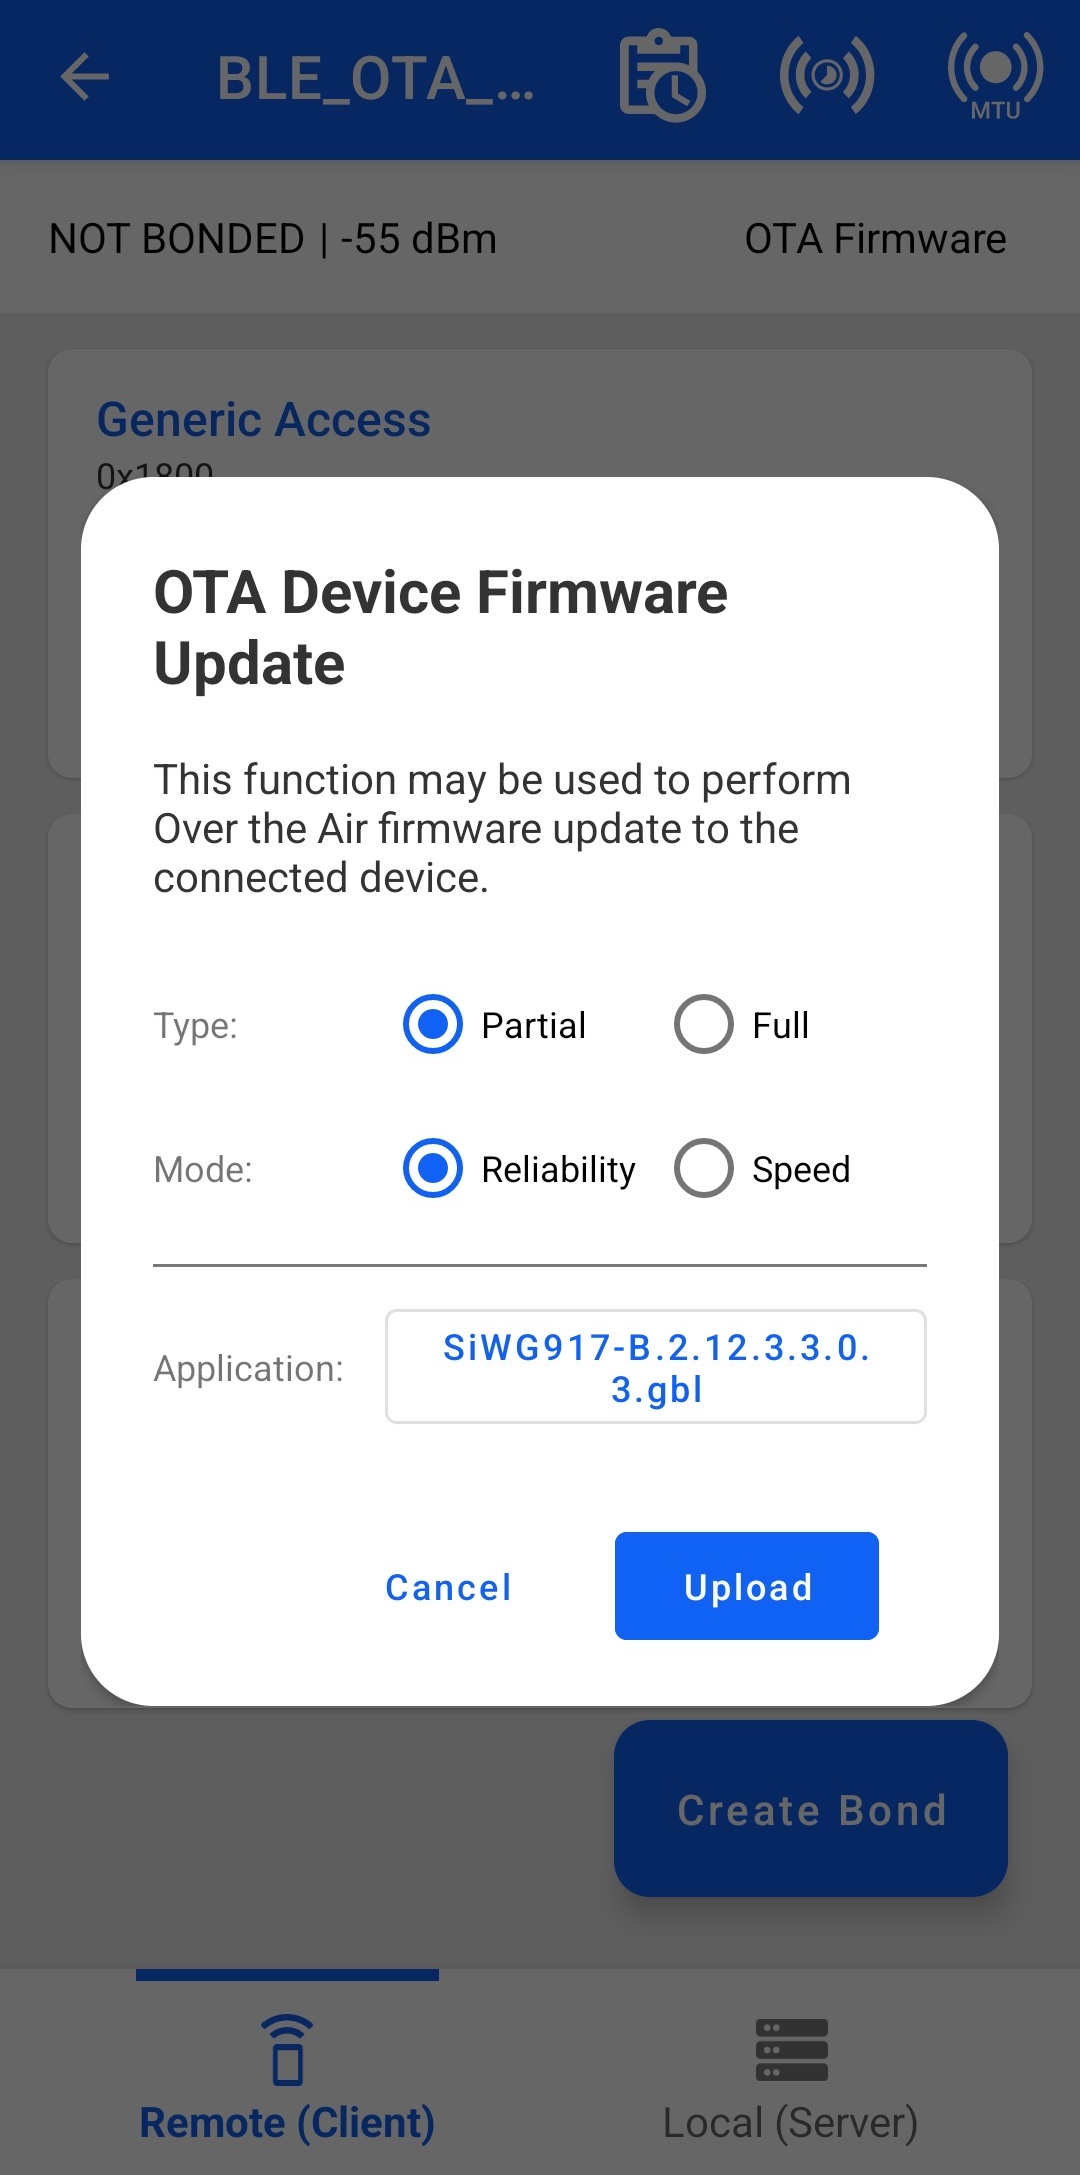 BLE_OTA_...
MTU
NOT BONDED | -55 dBm
OTA Firmware
Generic Access
0x1800
OTA Device Firmware
Update
This function may be used to perform
Over the Air firmware update to the
connected device.
Type:
Partial
Full
Mode:
Reliability
Speed
Application:
SiWG917-B.2.12.3.3.0.
3.gbl
Cancel
Upload
Create Bond
Remote (Client)
Local (Server)